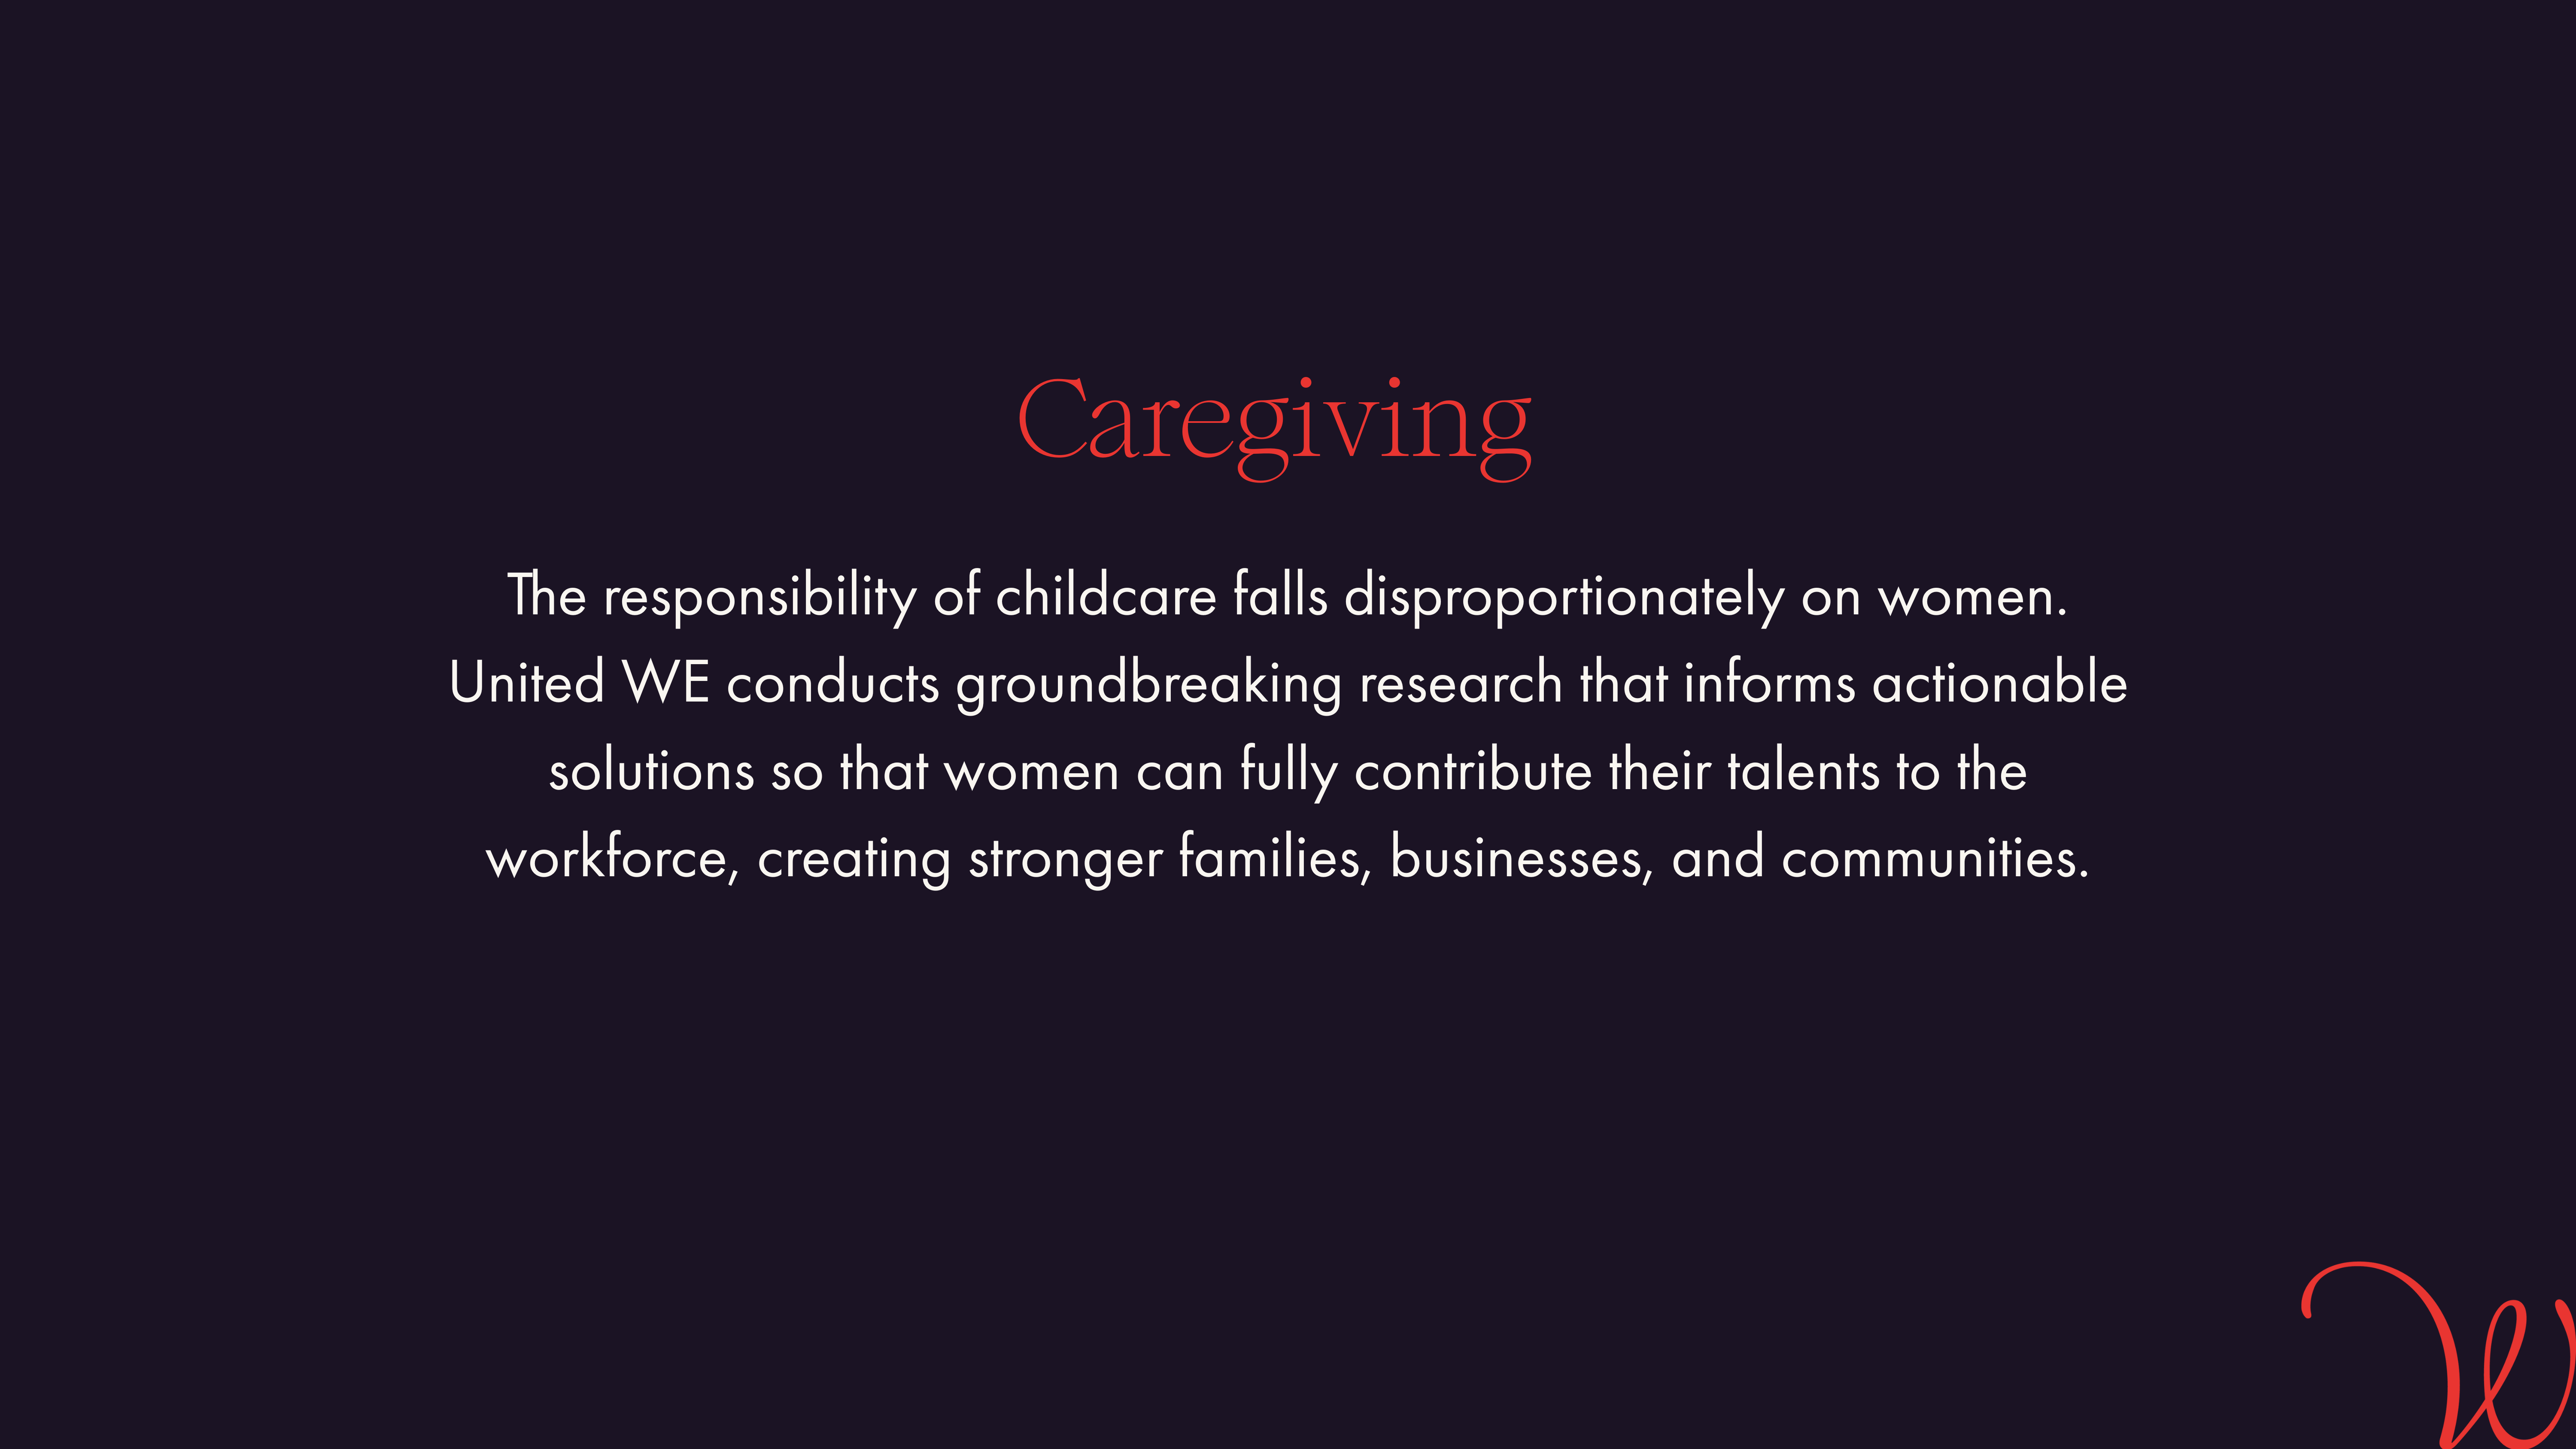 Caregiving
The responsibility of childcare falls disproportionately on women.
United WE conducts groundbreaking research that informs actionable
solutions so that women can fully contribute their talents to the
workforce, creating stronger families, businesses, and communities.
W